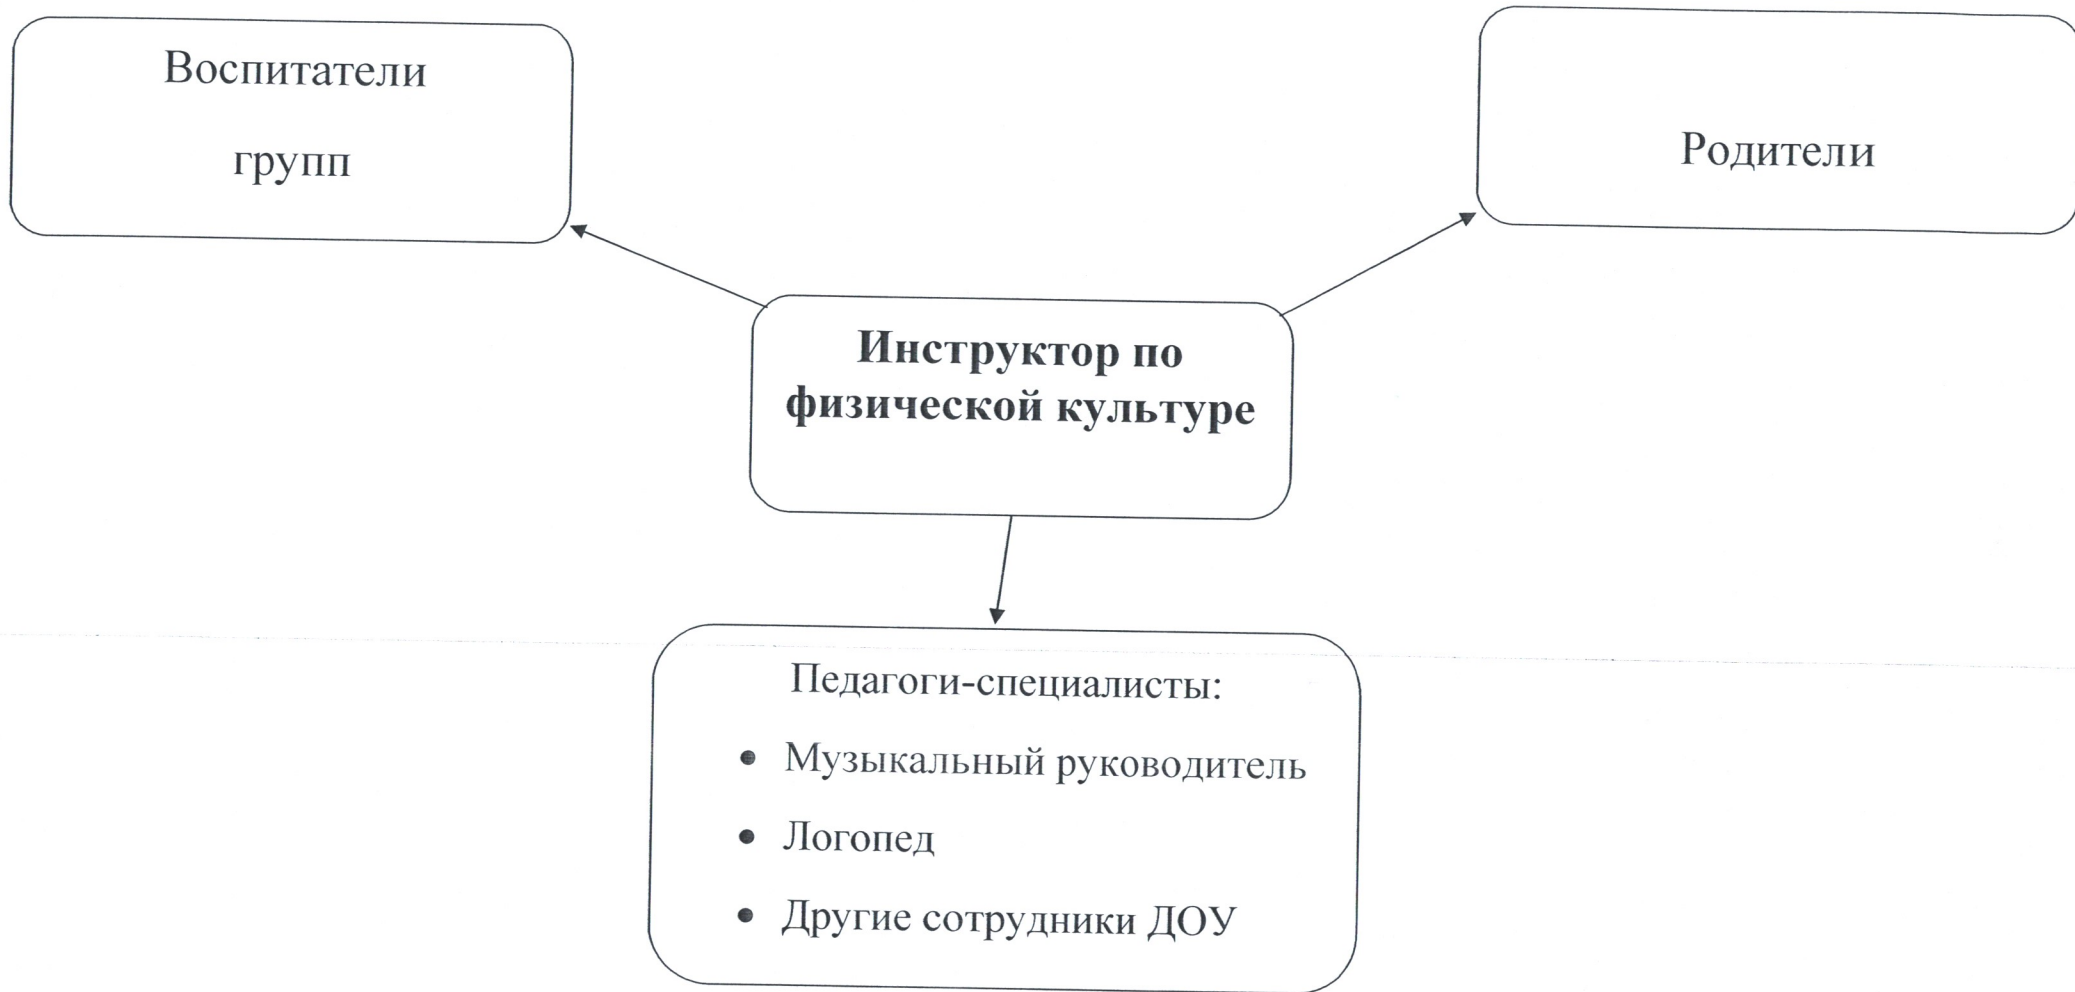 Воспитатели
групп
Родители
Инструктор по
физической культуре
Педагоги-специалисты:
• Музыкальный руководитель
• Логопед
• Другие сотрудники ДОУ